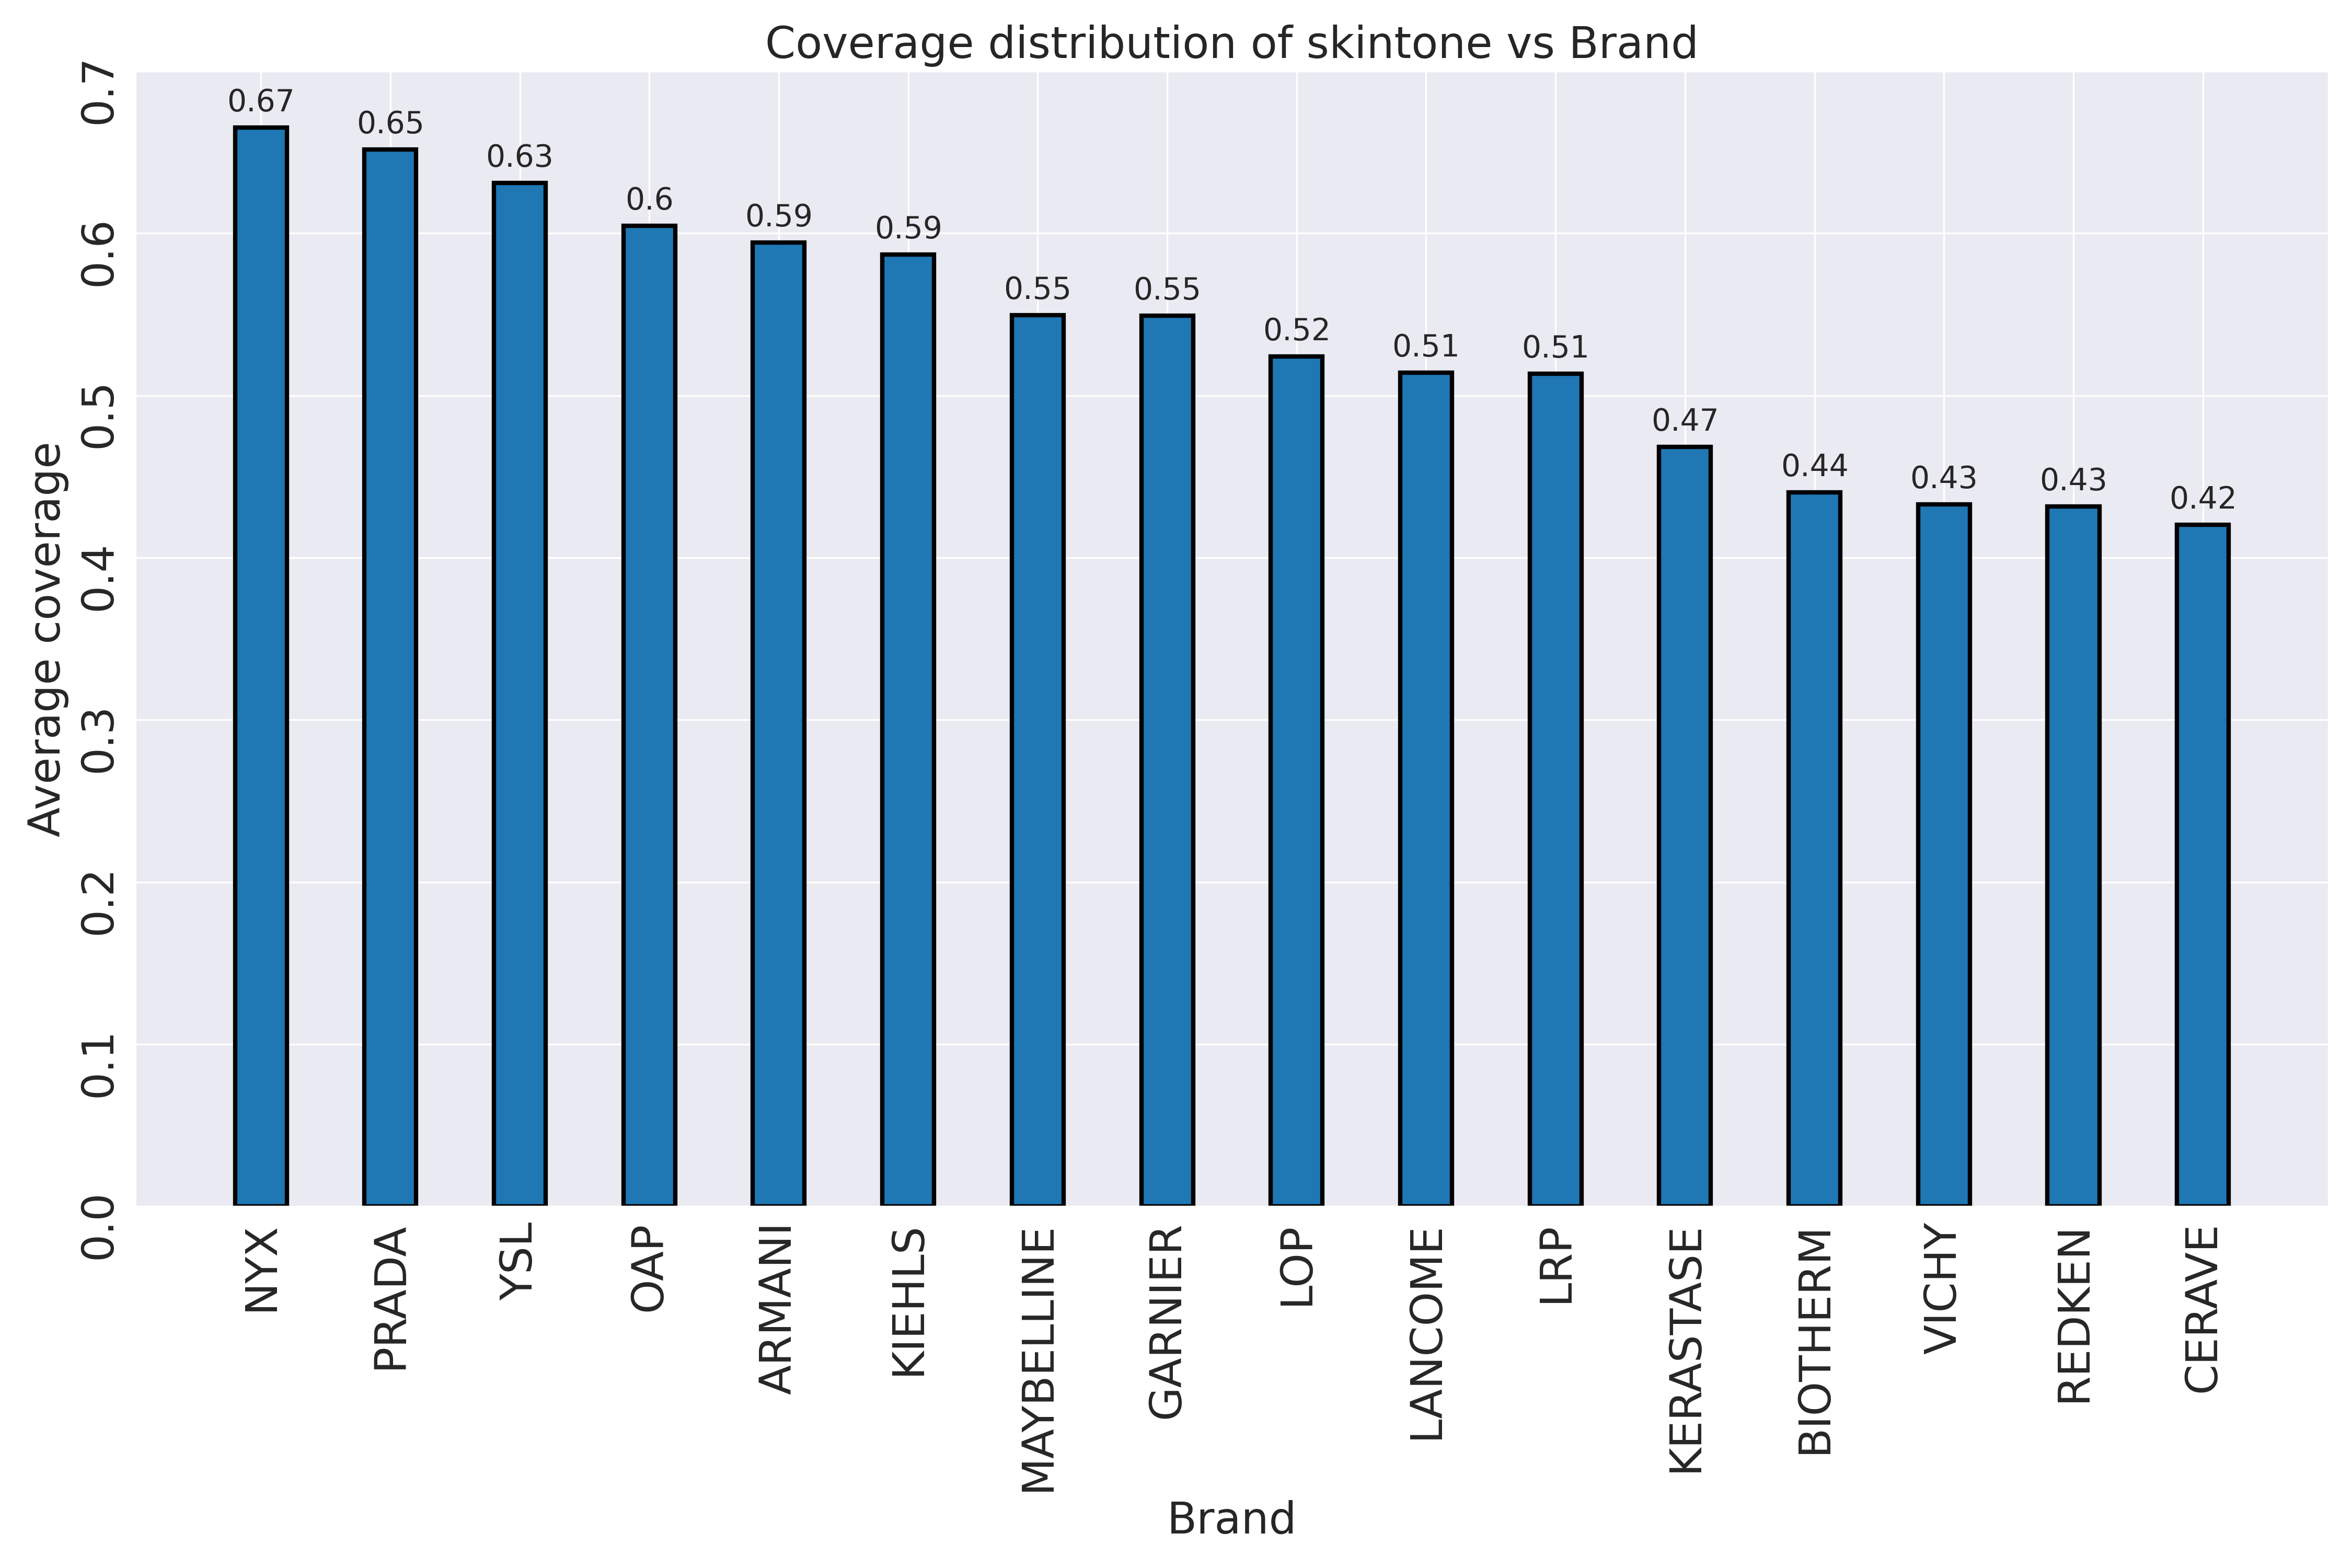 Coverage distribution of skintone vs Brand
Average coverage
0.7
0.6
0.5
0.4
0.3
0.2
0.1
0.0
0.67
0.65
0.63
0.6
0.59
0.59
0.55
0.55
0.52
0.51
0.51
0.47
0.44
0.43
0.43
0.42
NYX
PRADA
YSL
OAP
ARMANI
KIEHLS
MAYBELLINE
GARNIER
LOP
LANCOME
LRP
KERASTASE
BIOTHERM
VICHY
REDKEN
CERAVE
Brand